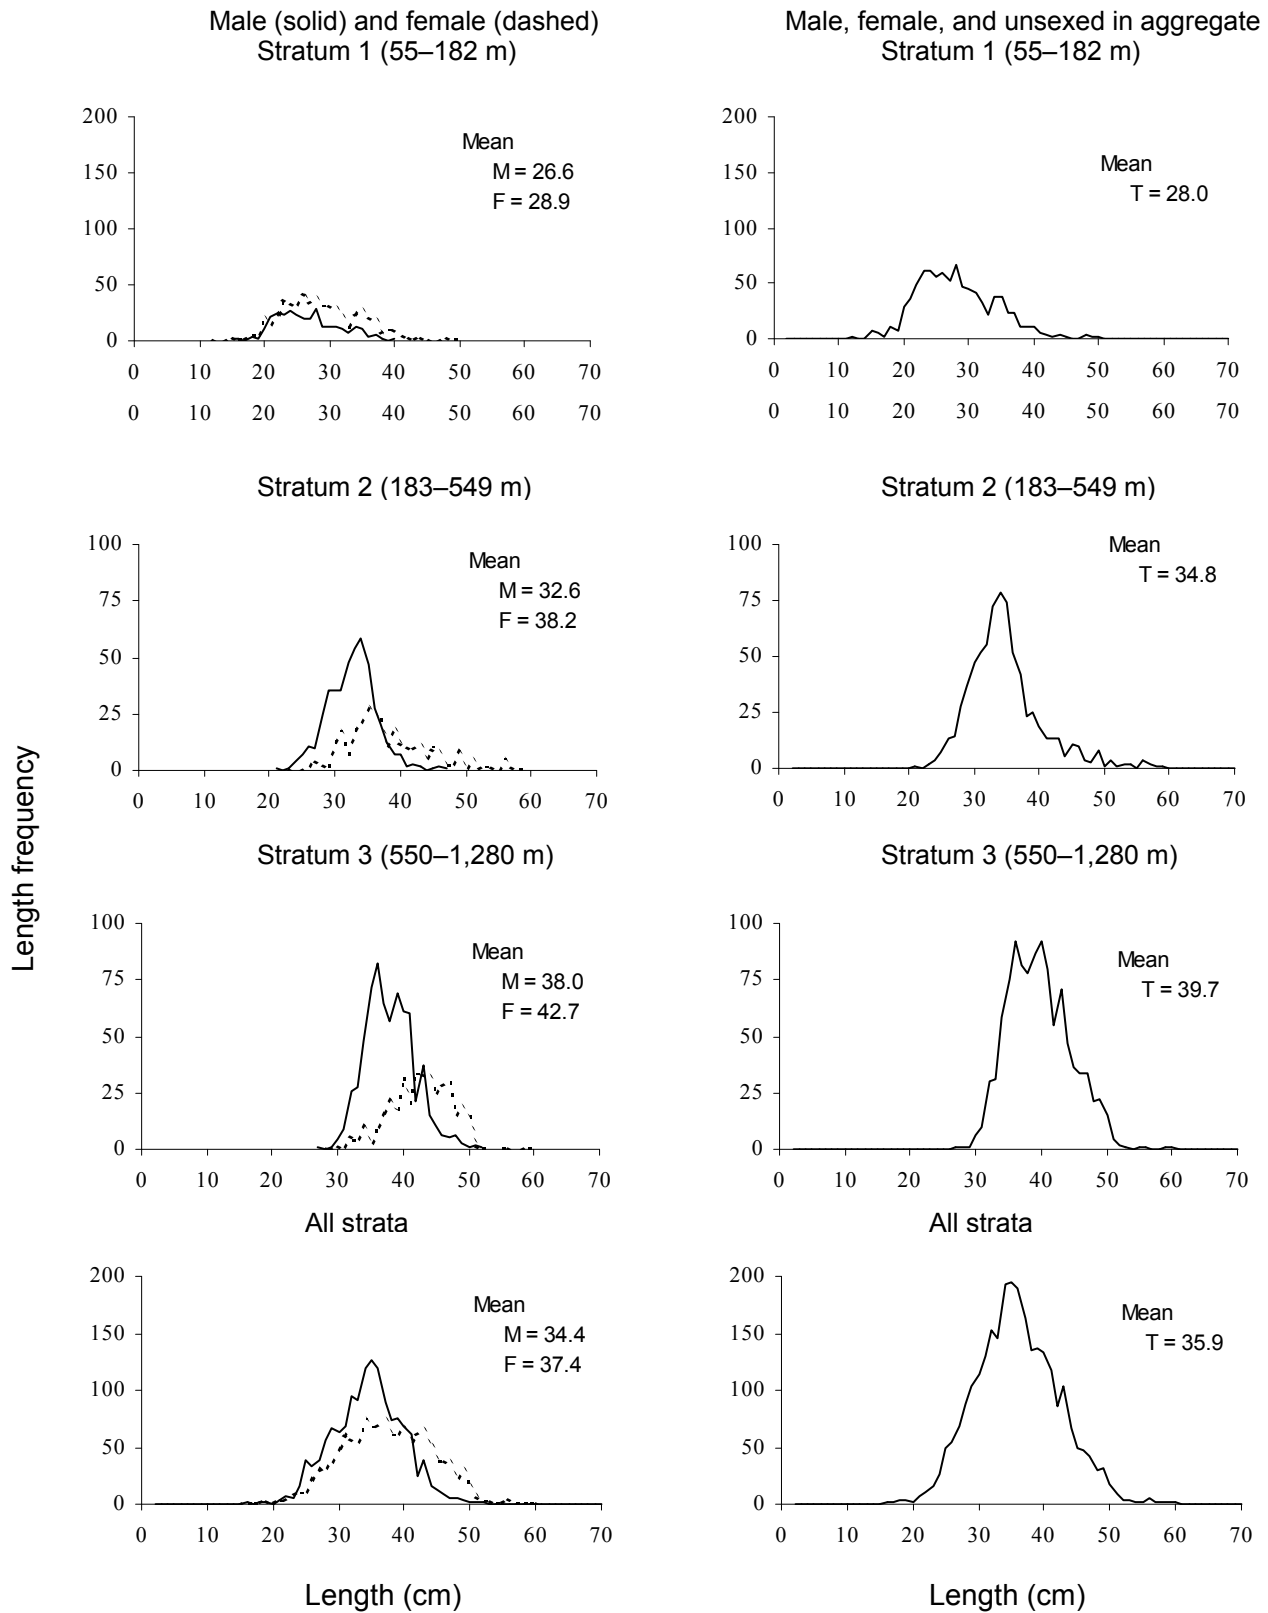 Male (solid) and female (dashed)
Stratum 1 (55–182 m)
200
150
100
50
0
Mean
M = 26.6
F = 28.9
0 10 20 30 40 50 60 70
0 10 20 30 40 50 60 70
Male, female, and unsexed in aggregate
Stratum 1 (55–182 m)
200
150
100
50
0
Mean
T = 28.0
0 10 20 30 40 50 60 70
0 10 20 30 40 50 60 70
Length frequency
Stratum 2 (183–549 m)
100
75
50
25
0
Mean
M = 32.6
F = 38.2
0 10 20 30 40 50 60 70
Stratum 2 (183–549 m)
100
75
50
25
0
Mean
T = 34.8
0 10 20 30 40 50 60 70
Stratum 3 (550–1,280 m)
100
75
50
25
0
Mean
M = 38.0
F = 42.7
0 10 20 30 40 50 60 70
Stratum 3 (550–1,280 m)
100
75
50
25
0
Mean
T = 39.7
0 10 20 30 40 50 60 70
All strata
200
150
100
50
0
Mean
M = 34.4
F = 37.4
0 10 20 30 40 50 60 70
Length (cm)
All strata
200
150
100
50
0
Mean
T = 35.9
0 10 20 30 40 50 60 70
Length (cm)